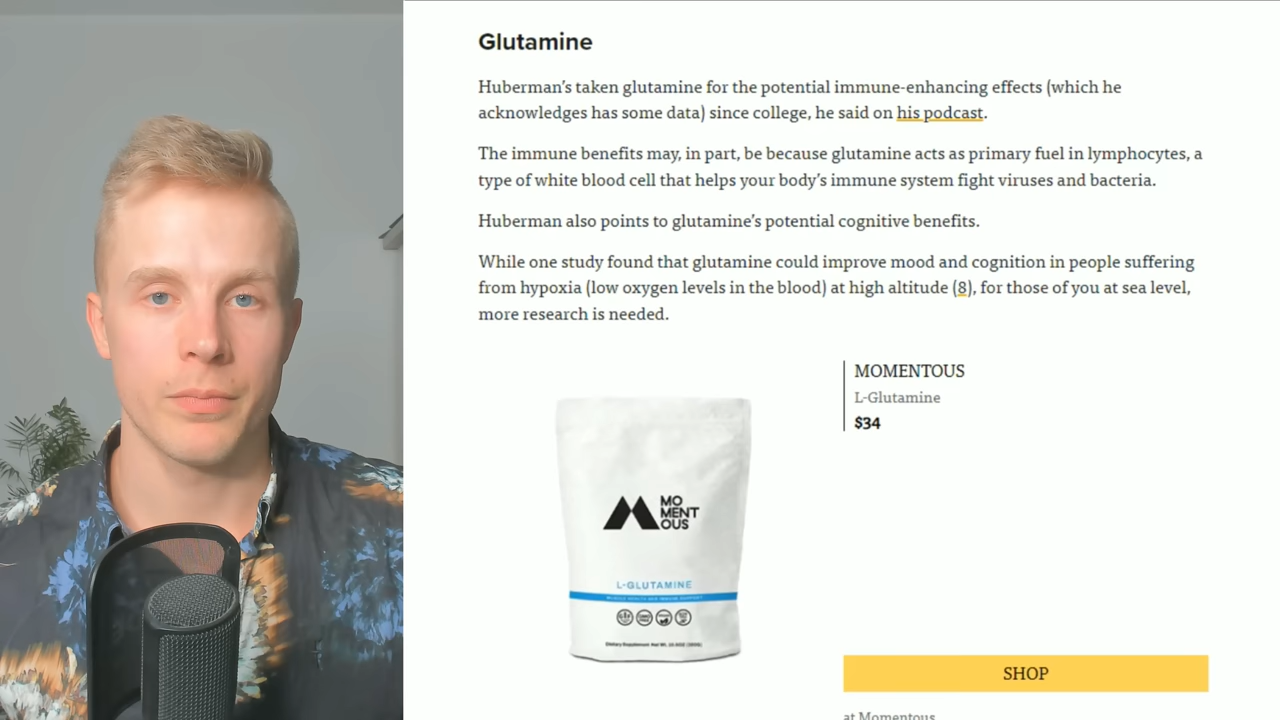 Glutamine
Huberman's taken glutamine for the potential immune-enhancing effects (which he
acknowledges has some data) since college, he said on his podcast.
The immune benefits may, in part, be because glutamine acts as primary fuel in lymphocytes, a
type of white blood cell that helps your body's immune system fight viruses and bacteria.
Huberman also points to glutamine's potential cognitive benefits.
While one study found that glutamine could improve mood and cognition in people suffering
from hypoxia (low oxygen levels in the blood) at high altitude (8), for those of you at sea level,
more research is needed.
MOMENTOUS
L-Glutamine
$34
MO
MENT
OUS
L-GLUTAMINE
SHOP
at Momentous